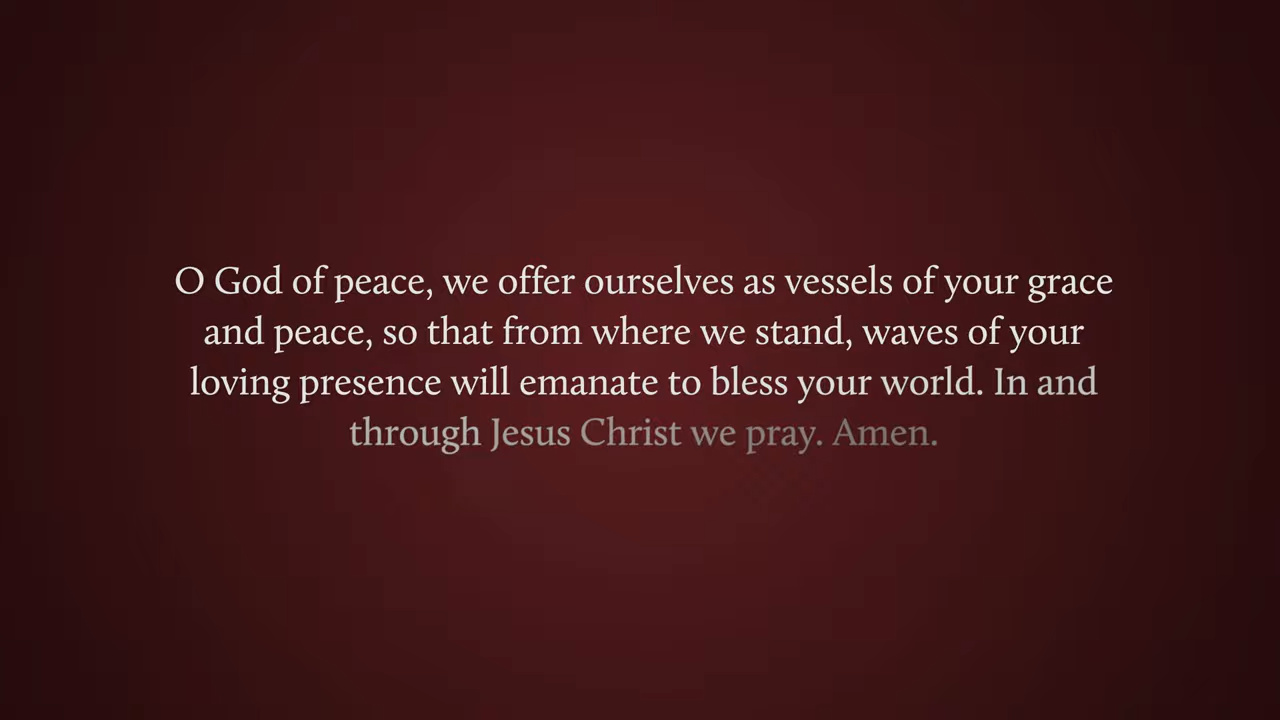 O God of peace, we offer ourselves as vessels of your grace
and peace, so that from where we stand, waves of your
loving presence will emanate to bless your world. In and
through Jesus Christ we pray. Amen.